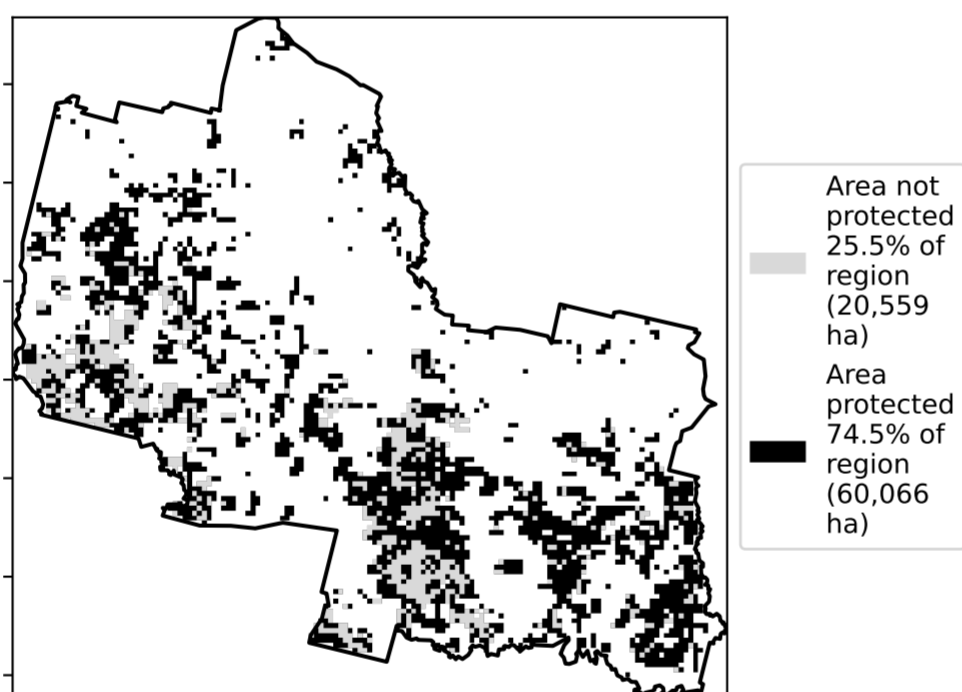 Area not
protected
25.5% of
region
(20,559
ha)
Area
protected
74.5% of
region
(60,066
ha)